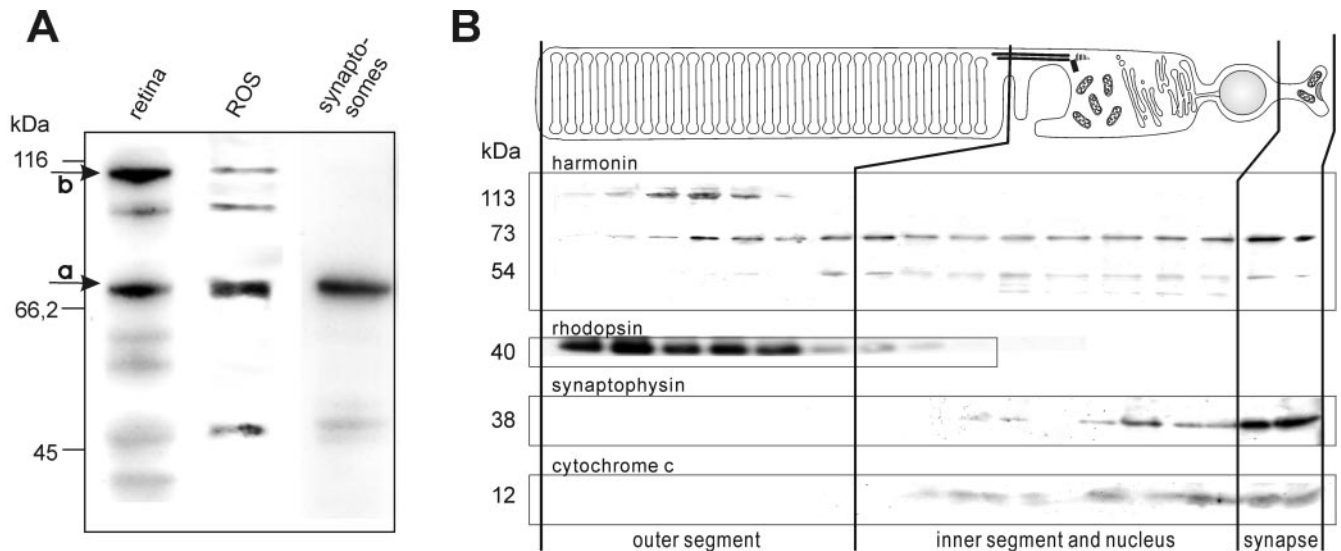 A
B
retina
ROS
synapto-
somes
kDa
116
b
a
66,2
45
kDa
harmonin
113
73
54
rhodopsin
40
synaptophysin
38
cytochrome c
12
outer segment
inner segment and nucleus
synapse